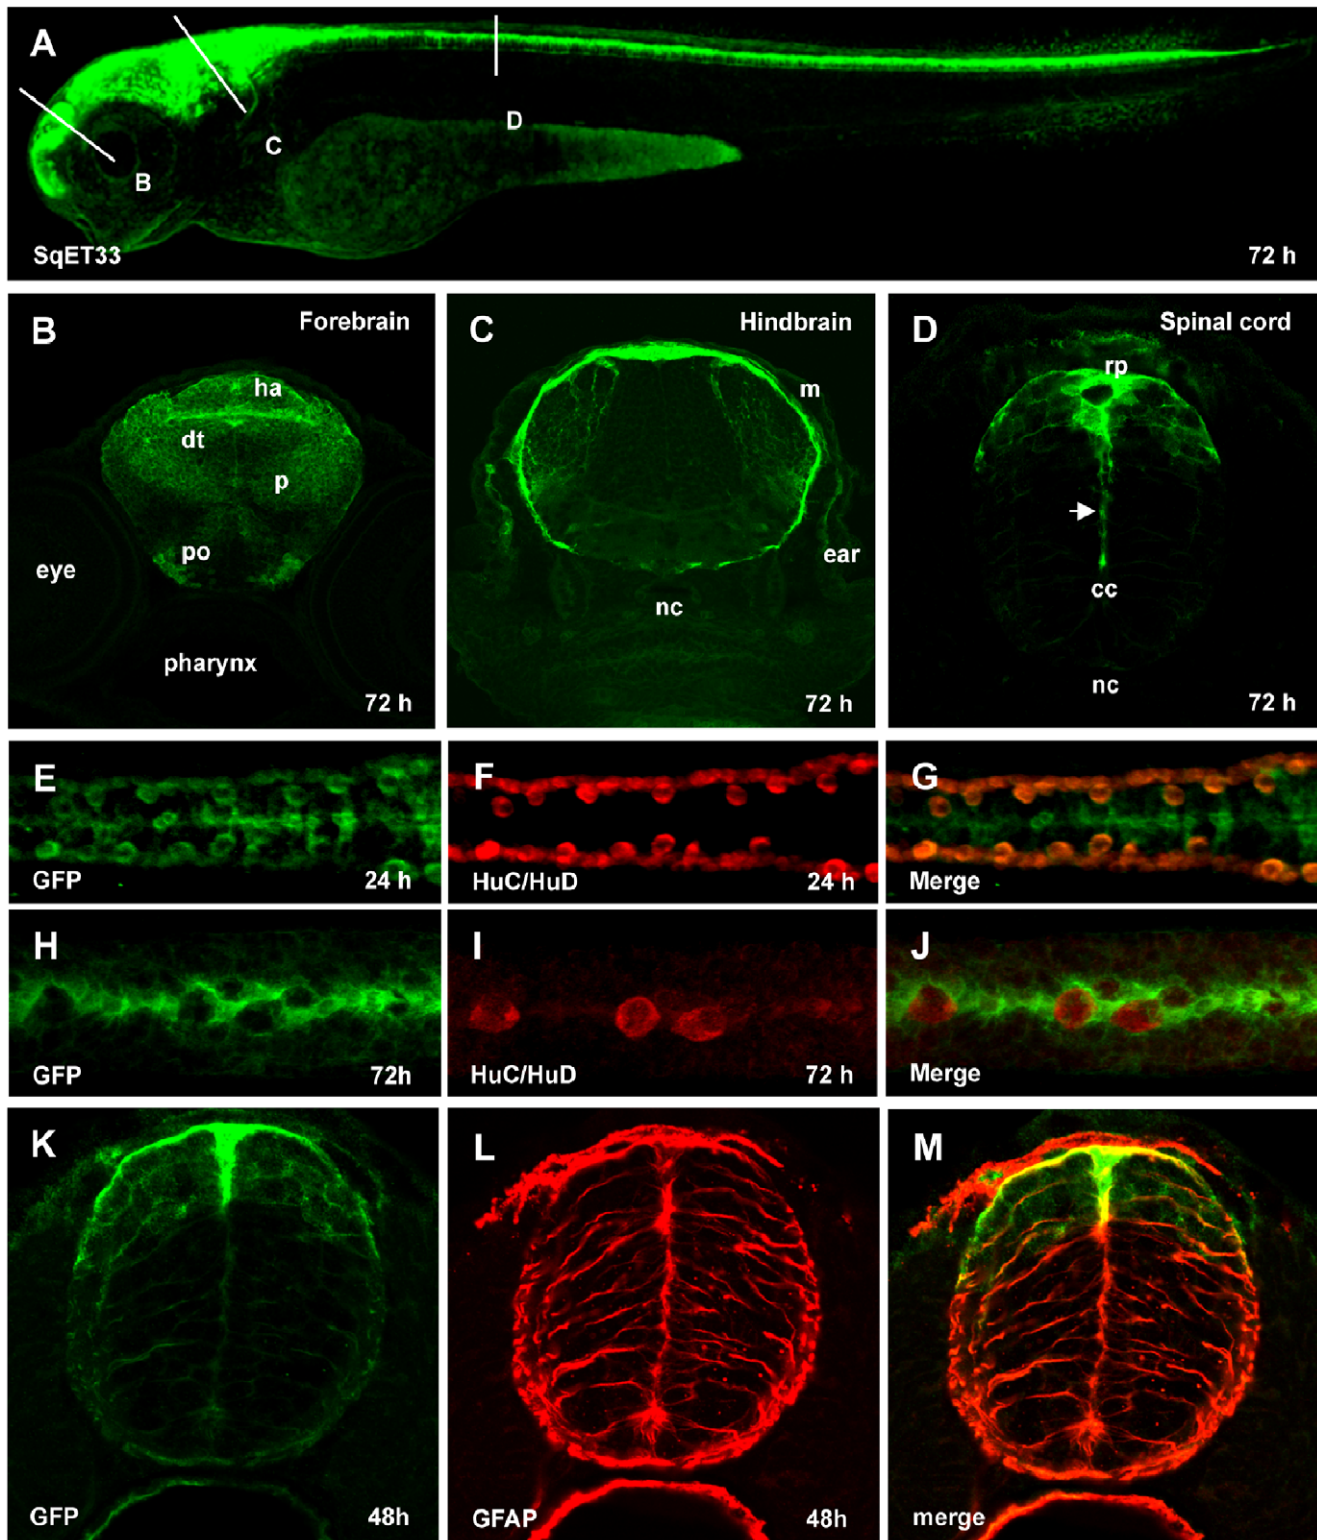 A
B
C
D
SqET33
72 h
B
Forebrain
ha
dt
p
po
eye
pharynx
72 h
C
Hindbrain
m
ear
nc
72 h
D
Spinal cord
rp
cc
nc
72 h
E
GFP
24 h
F
HuC/HuD
24 h
G
Merge
H
GFP
72h
I
HuC/HuD
72 h
J
Merge
K
GFP
48h
L
GFAP
48h
M
merge